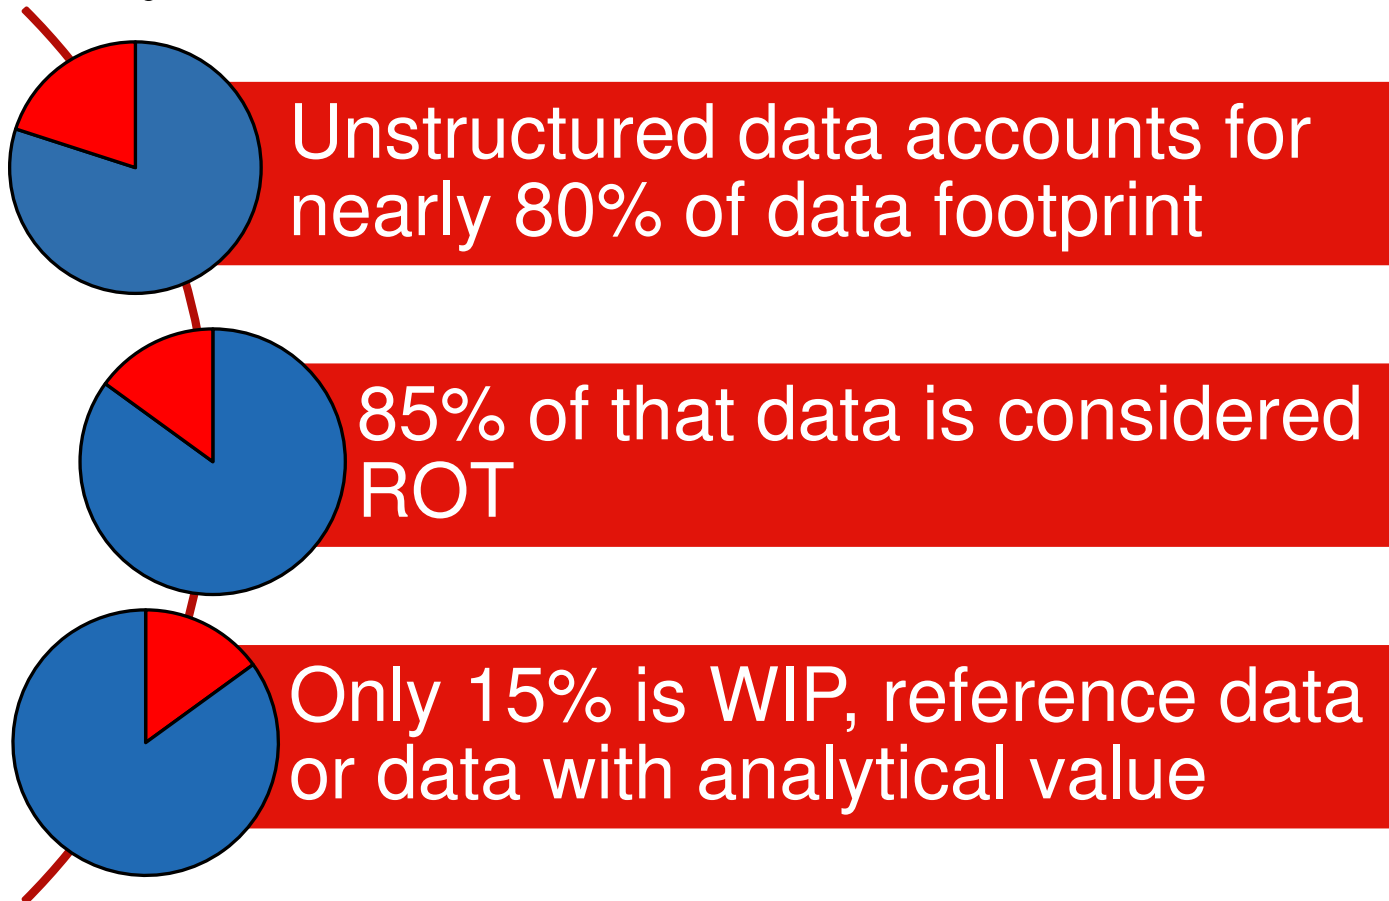 Unstructured data accounts for
nearly 80% of data footprint
85% of that data is considered
ROT
Only 15% is WIP, reference data
or data with analytical value